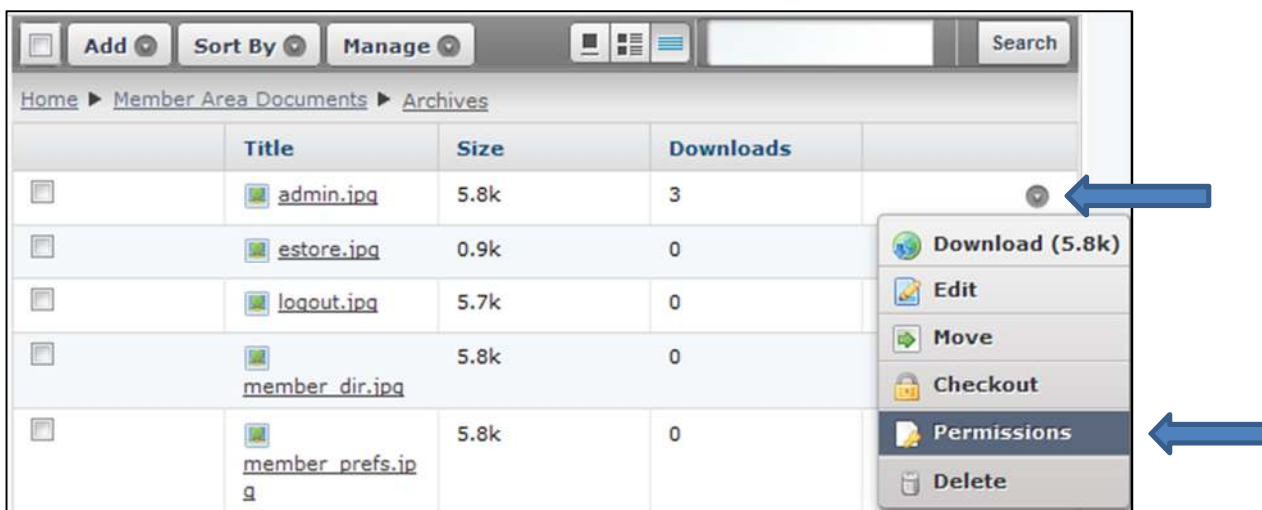 Add Sort By Manage Search
Home ▶ Member Area Documents ▶ Archives
Title Size Downloads
admin.jpg 5.8k 3
estore.jpg 0.9k 0
logout.jpg 5.7k 0
5.8k 0
member_dir.jpg
5.8k 0
member_prefs.jp
g
Download (5.8k)
Edit
Move
Checkout
Permissions
Delete